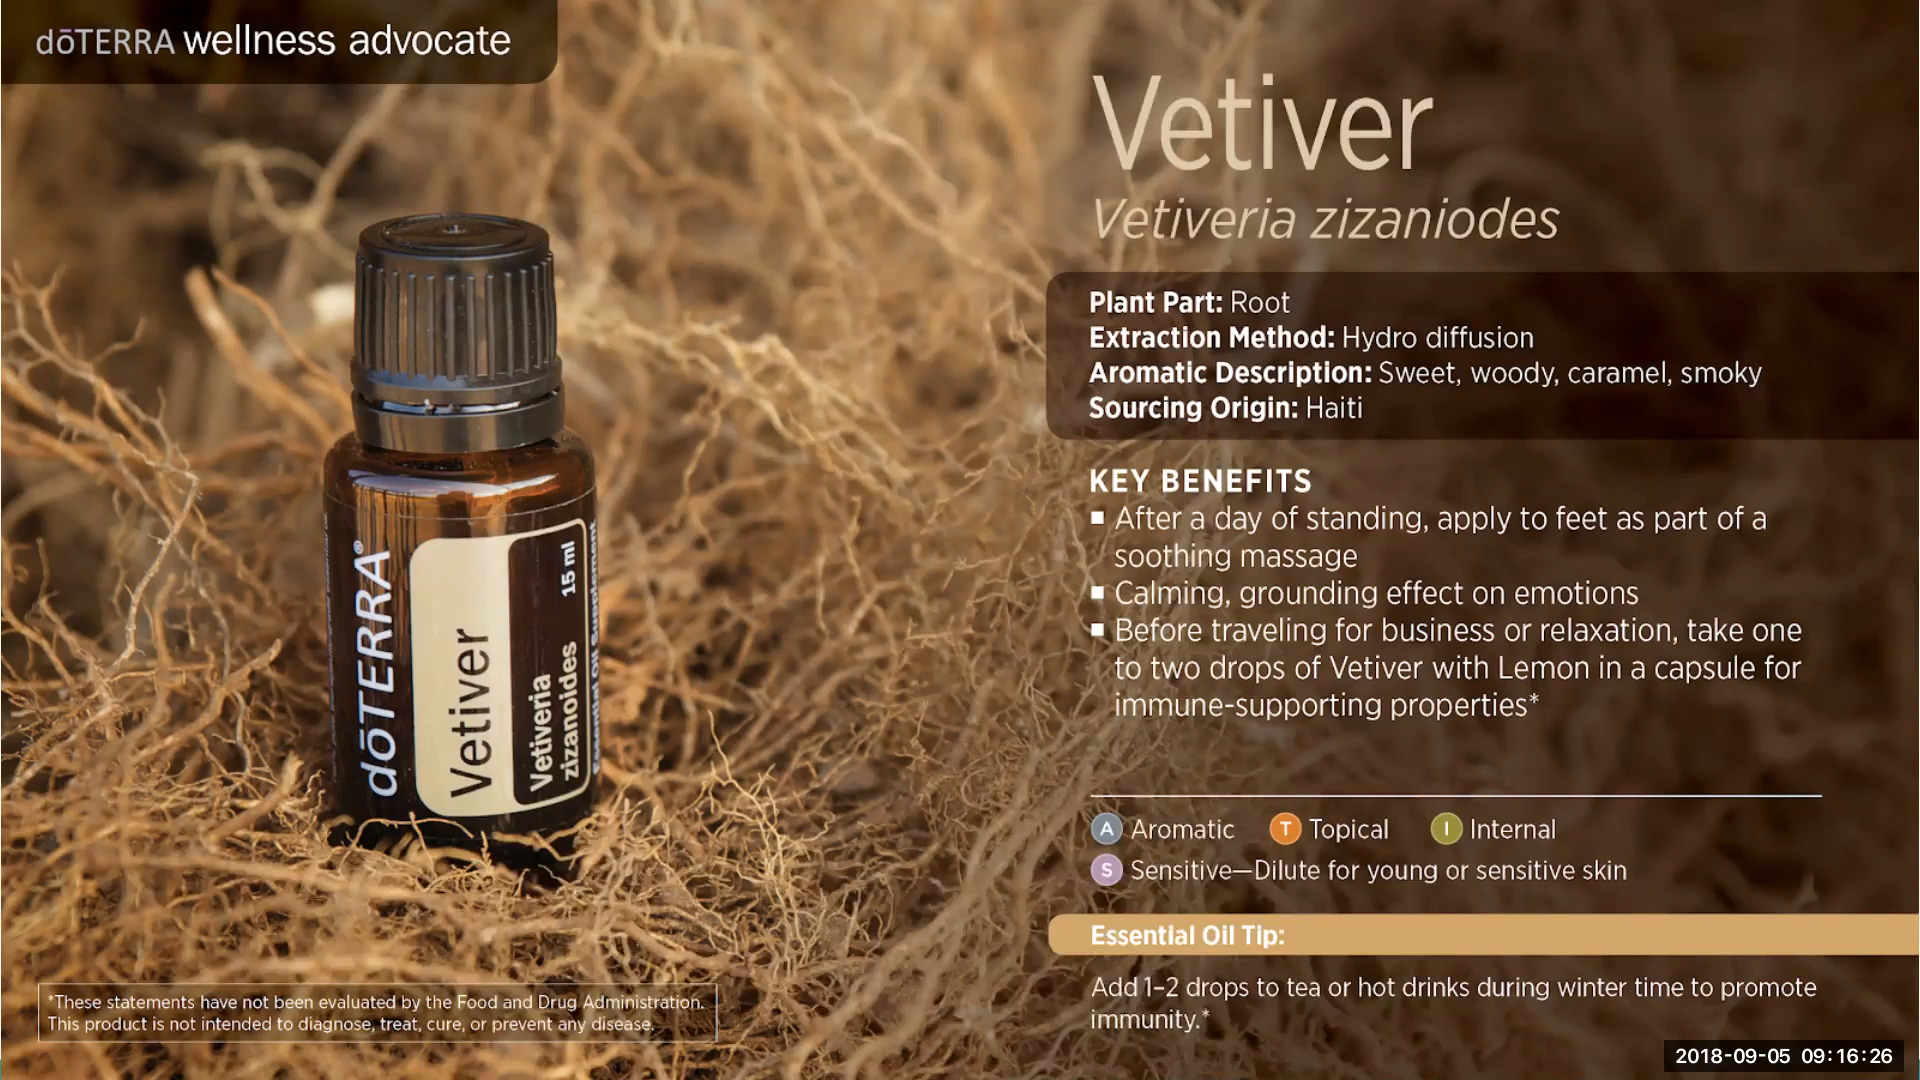 dōTERRA wellness advocate
Vetiver
Vetiveria zizaniodes
Plant Part: Root
Extraction Method: Hydro diffusion
Aromatic Description: Sweet, woody, caramel, smoky
Sourcing Origin: Haiti
KEY BENEFITS
▪ After a day of standing, apply to feet as part of a
soothing massage
▪ Calming, grounding effect on emotions
▪ Before traveling for business or relaxation, take one
to two drops of Vetiver with Lemon in a capsule for
immune-supporting properties*
A Aromatic T Topical I Internal
S Sensitive—Dilute for young or sensitive skin
Essential Oil Tip:
Add 1–2 drops to tea or hot drinks during winter time to promote
immunity.*
dōTERRA®
Vetiver
Vetiveria
zizanoides 15 ml
Essential Oil Supplement
*These statements have not been evaluated by the Food and Drug Administration.
This product is not intended to diagnose, treat, cure, or prevent any disease.
2018-09-05 09:16:26